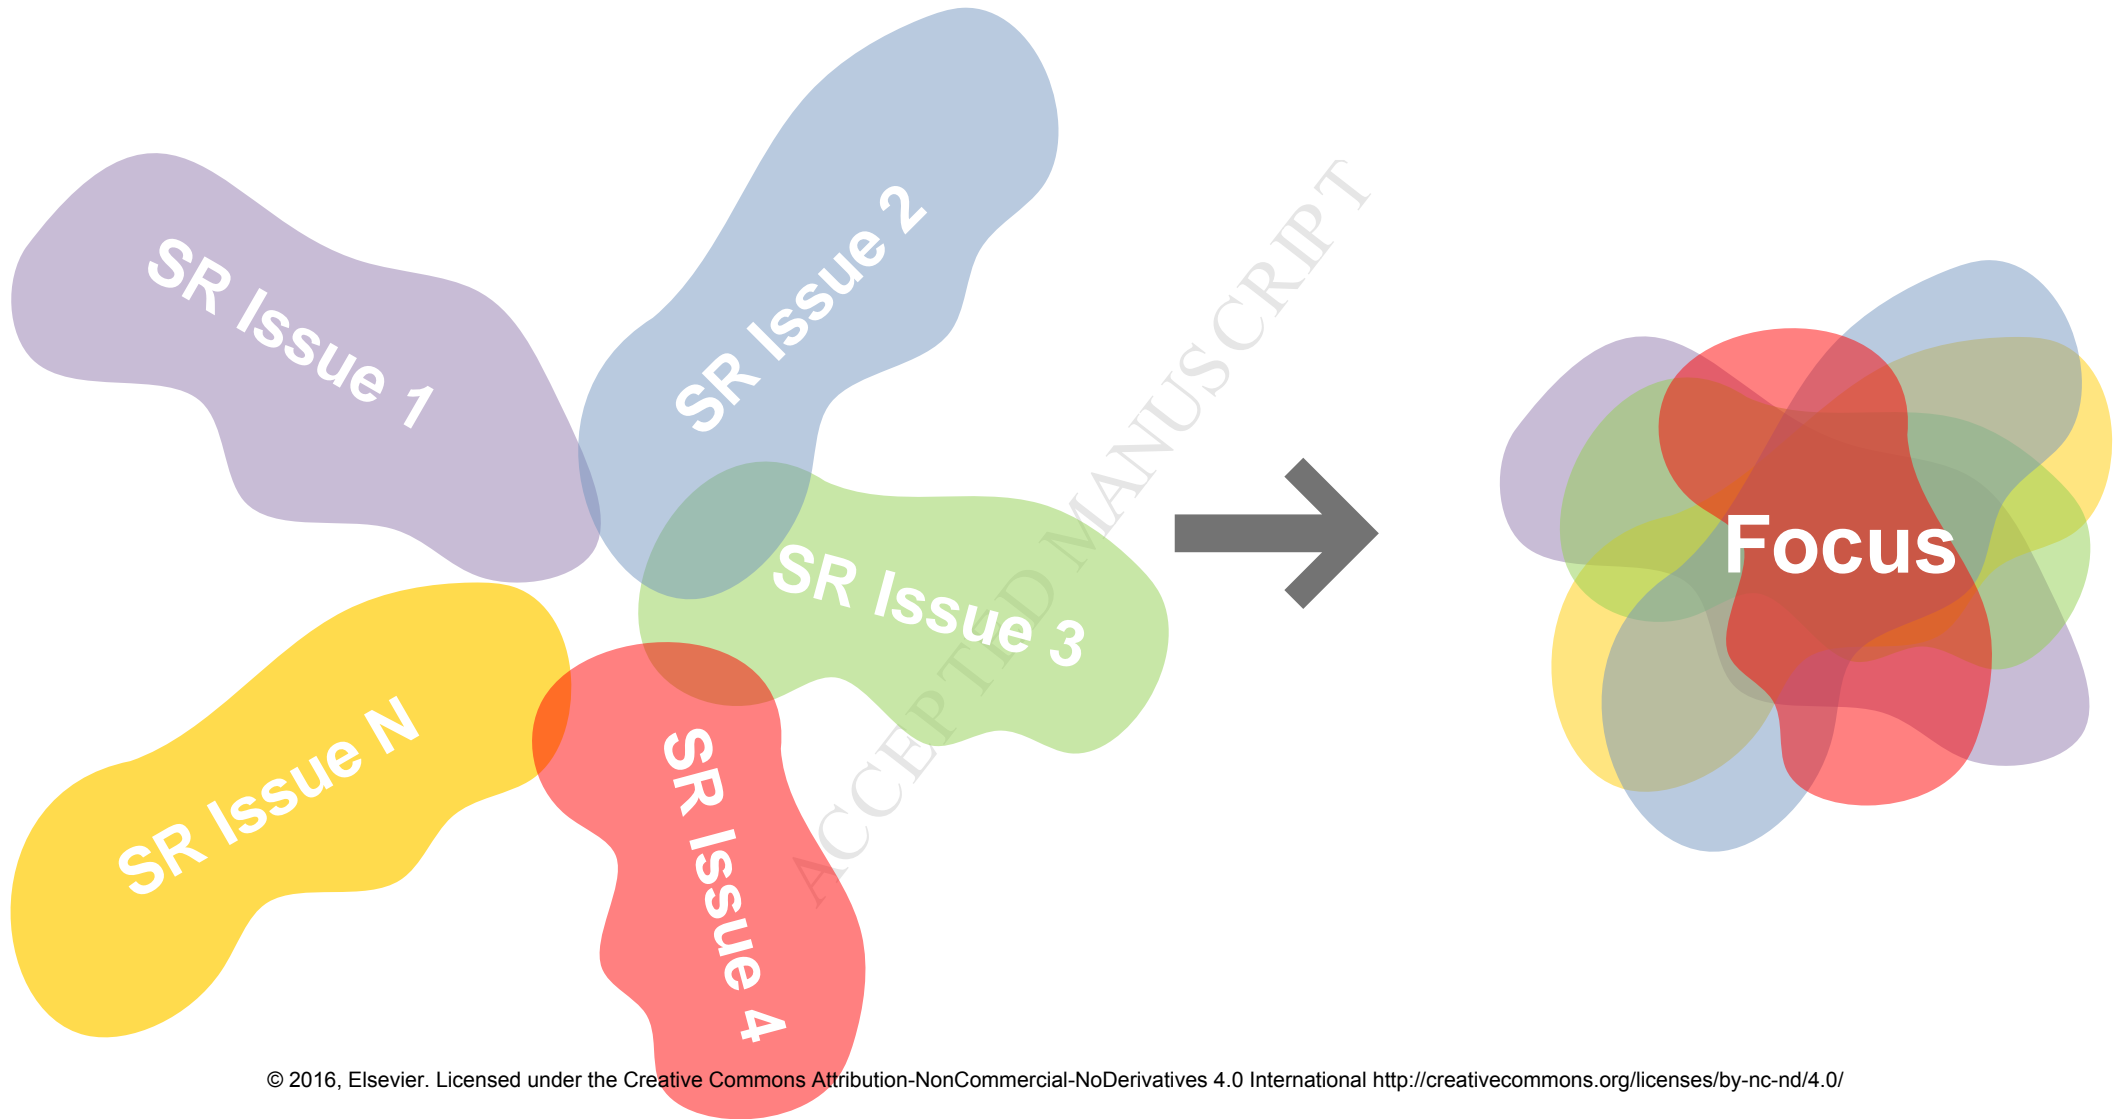 SR Issue 1
SR Issue 2
SR Issue 3
SR Issue 4
SR Issue N
Focus
ACCEPTED MANUSCRIPT
© 2016, Elsevier. Licensed under the Creative Commons Attribution-NonCommercial-NoDerivatives 4.0 International http://creativecommons.org/licenses/by-nc-nd/4.0/